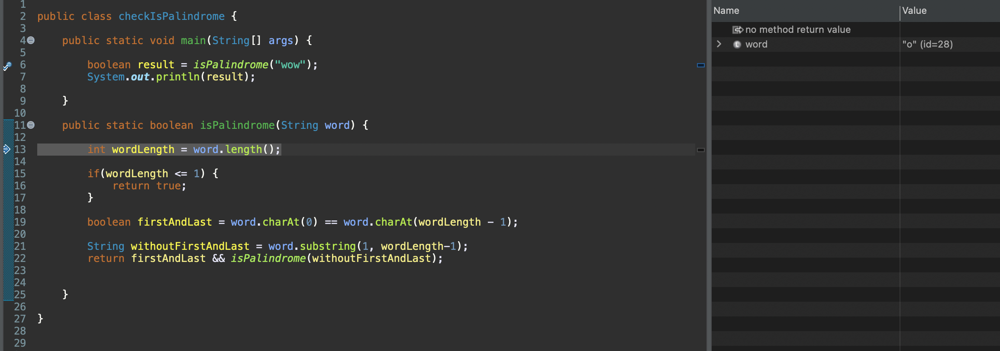 1
2 public class checkIsPalindrome {
3
4 public static void main(String[] args) {
5
6 boolean result = isPalindrome("wow");
7 System.out.println(result);
8
9 }
10
11 public static boolean isPalindrome(String word) {
12
13 int wordLength = word.length();
14
15 if(wordLength <= 1) {
16 return true;
17 }
18
19 boolean firstAndLast = word.charAt(0) == word.charAt(wordLength - 1);
20
21 String withoutFirstAndLast = word.substring(1, wordLength-1);
22 return firstAndLast && isPalindrome(withoutFirstAndLast);
23
24
25 }
26
27 }
28
29
Name Value
no method return value
L word "o" (id=28)